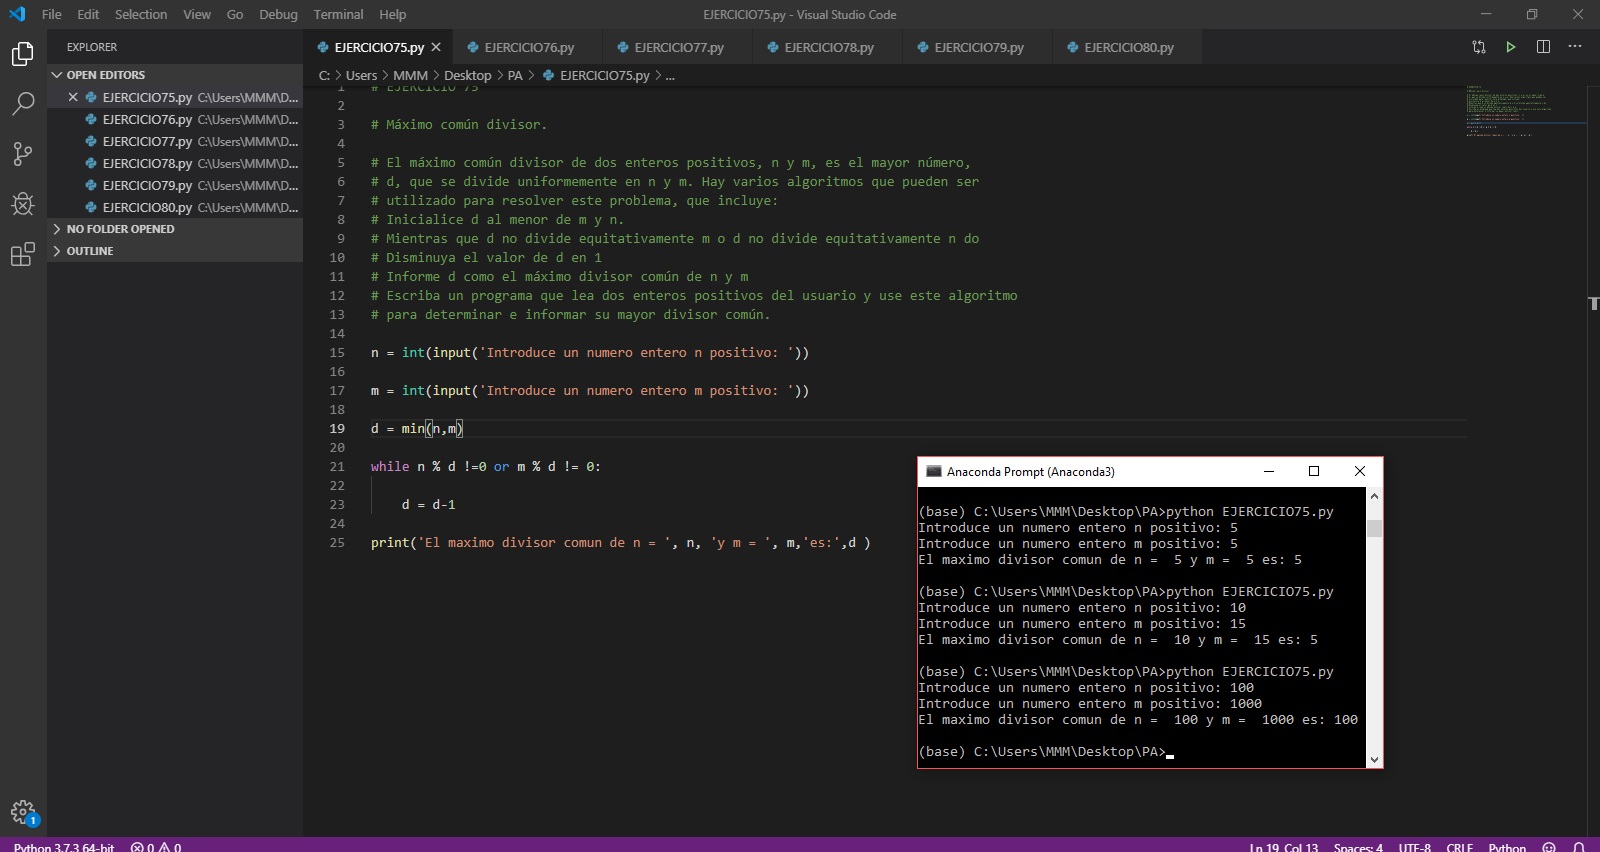 File Edit Selection View Go Debug Terminal Help
EJERCICIO75.py - Visual Studio Code
EXPLORER
OPEN EDITORS
EJERCICIO75.py C:\Users\MMM\D...
EJERCICIO76.py C:\Users\MMM\D...
EJERCICIO77.py C:\Users\MMM\D...
EJERCICIO78.py C:\Users\MMM\D...
EJERCICIO79.py C:\Users\MMM\D...
EJERCICIO80.py C:\Users\MMM\D...
NO FOLDER OPENED
OUTLINE
EJERCICIO75.py EJERCICIO76.py EJERCICIO77.py EJERCICIO78.py EJERCICIO79.py EJERCICIO80.py
C: > Users > MMM > Desktop > PA > EJERCICIO75.py > ...
1 # EJERCICIO 75
2
3 # Máximo común divisor.
4
5 # El máximo común divisor de dos enteros positivos, n y m, es el mayor número,
6 # d, que se divide uniformemente en n y m. Hay varios algoritmos que pueden ser
7 # utilizado para resolver este problema, que incluye:
8 # Inicialice d al menor de m y n.
9 # Mientras que d no divide equitativamente m o d no divide equitativamente n do
10 # Disminuya el valor de d en 1
11 # Informe d como el máximo divisor común de n y m
12 # Escriba un programa que lea dos enteros positivos del usuario y use este algoritmo
13 # para determinar e informar su mayor divisor común.
14
15 n = int(input('Introduce un numero entero n positivo: '))
16
17 m = int(input('Introduce un numero entero m positivo: '))
18
19 d = min(n,m)
20
21 while n % d !=0 or m % d != 0:
22
23 d = d-1
24
25 print('El maximo divisor comun de n = ', n, 'y m = ', m,'es:',d )
Anaconda Prompt (Anaconda3)
(base) C:\Users\MMM\Desktop\PA>python EJERCICIO75.py
Introduce un numero entero n positivo: 5
Introduce un numero entero m positivo: 5
El maximo divisor comun de n =  5 y m =  5 es: 5
(base) C:\Users\MMM\Desktop\PA>python EJERCICIO75.py
Introduce un numero entero n positivo: 10
Introduce un numero entero m positivo: 15
El maximo divisor comun de n =  10 y m =  15 es: 5
(base) C:\Users\MMM\Desktop\PA>python EJERCICIO75.py
Introduce un numero entero n positivo: 100
Introduce un numero entero m positivo: 1000
El maximo divisor comun de n =  100 y m =  1000 es: 100
(base) C:\Users\MMM\Desktop\PA>
1
Python 3.7.3 64-bit 0 0 Ln 19, Col 13 Spaces: 4 UTF-8 CRLF Python